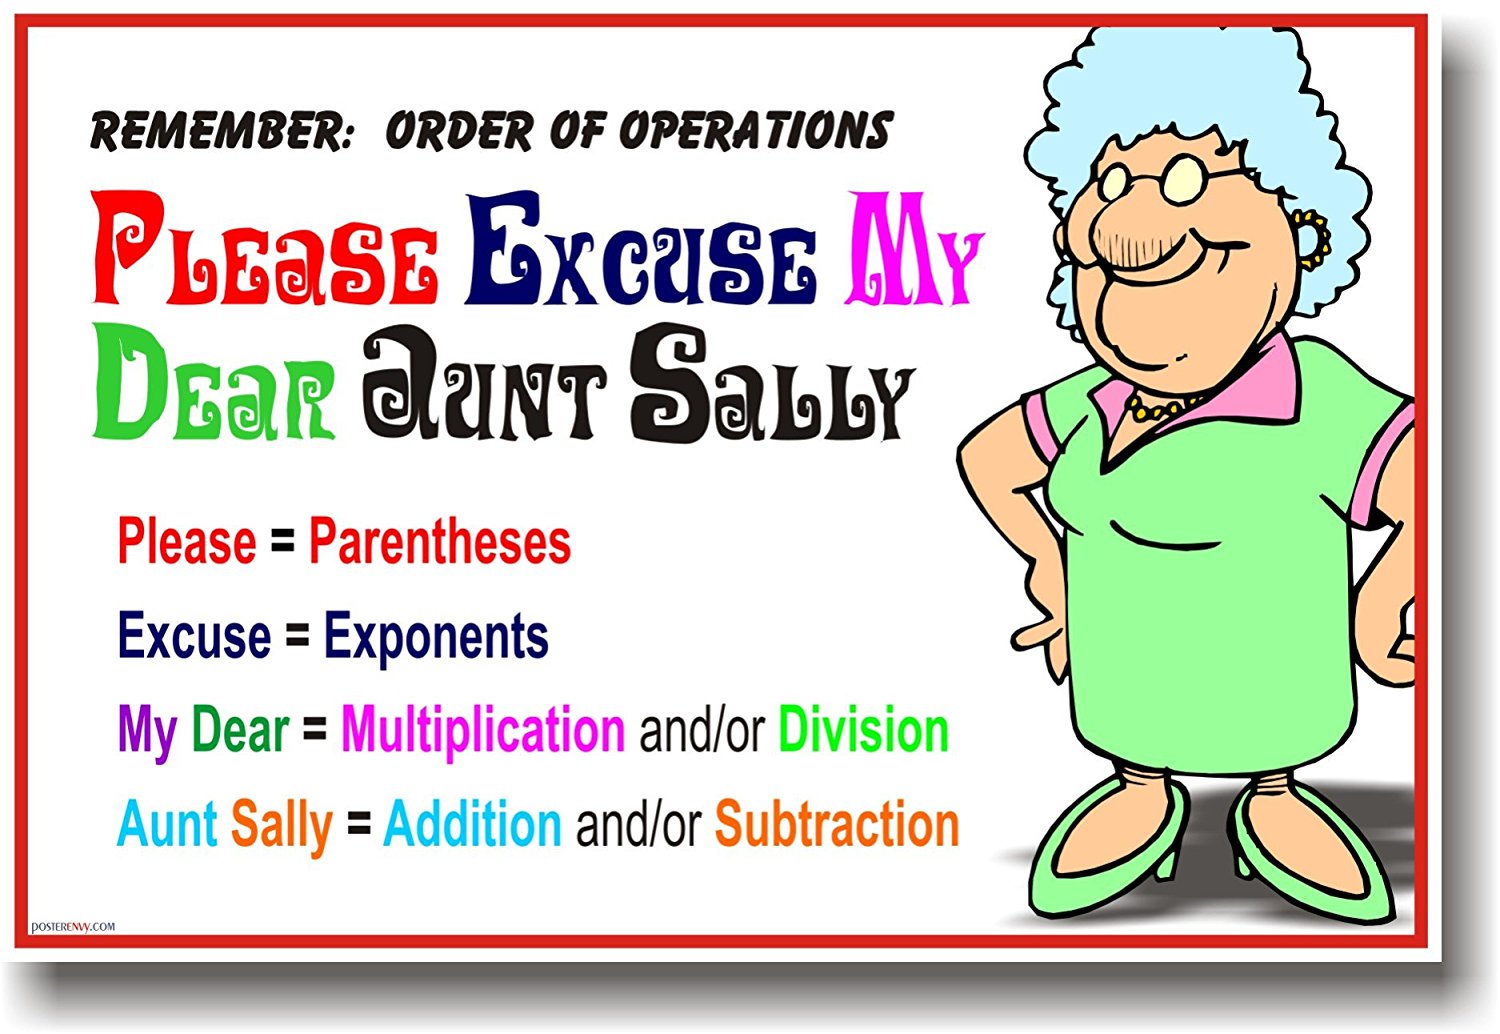 REMEMBER: ORDER OF OPERATIONS
PLEASE EXCUSE MY
DEAR AUNT SALLY
Please = Parentheses
Excuse = Exponents
My Dear = Multiplication and/or Division
Aunt Sally = Addition and/or Subtraction
POSTERENVY.COM